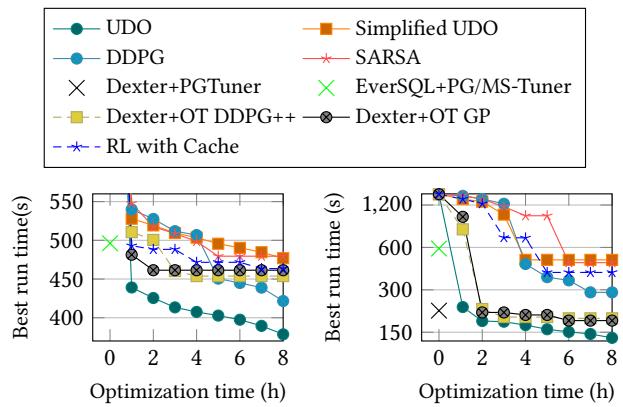 UDO
Simplified UDO
DDPG
SARSA
Dexter+PGTuner
EverSQL+PG/MS-Tuner
Dexter+OT DDPG++
Dexter+OT GP
RL with Cache
550
500
450
400
0 2 4 6 8
Best run time(s)
Optimization time (h)
1,200
600
300
150
0 2 4 6 8
Best run time (s)
Optimization time (h)